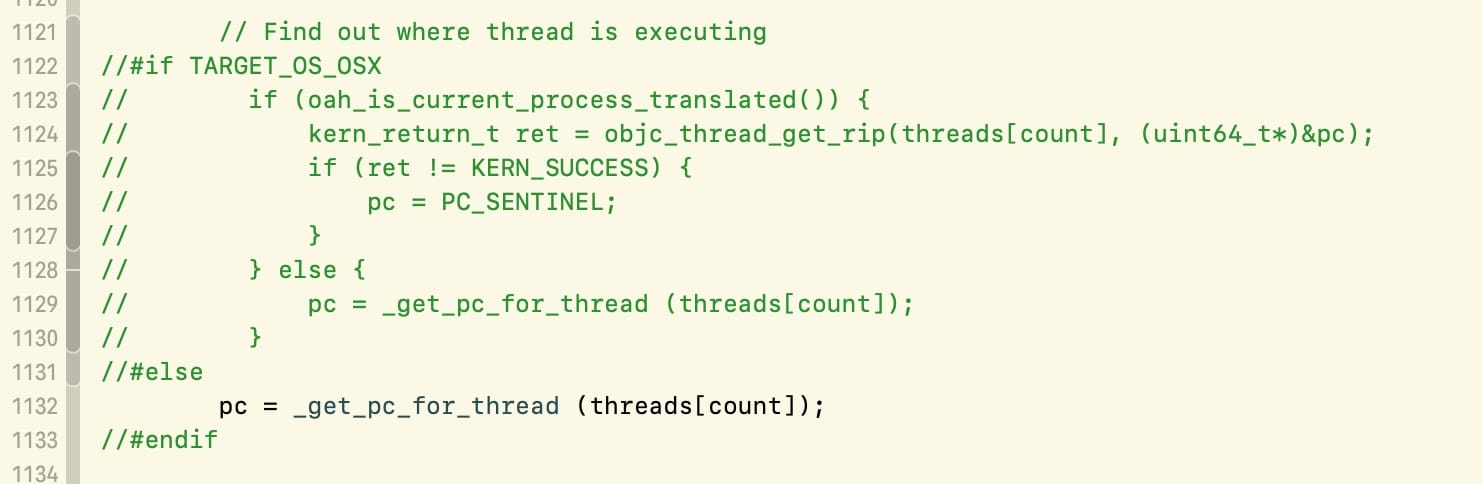 1120
1121         // Find out where thread is executing
1122 //#if TARGET_OS_OSX
1123 //        if (oah_is_current_process_translated()) {
1124 //            kern_return_t ret = objc_thread_get_rip(threads[count], (uint64_t*)&pc);
1125 //            if (ret != KERN_SUCCESS) {
1126 //                pc = PC_SENTINEL;
1127 //            }
1128 //        } else {
1129 //            pc = _get_pc_for_thread (threads[count]);
1130 //        }
1131 //#else
1132         pc = _get_pc_for_thread (threads[count]);
1133 //#endif
1134